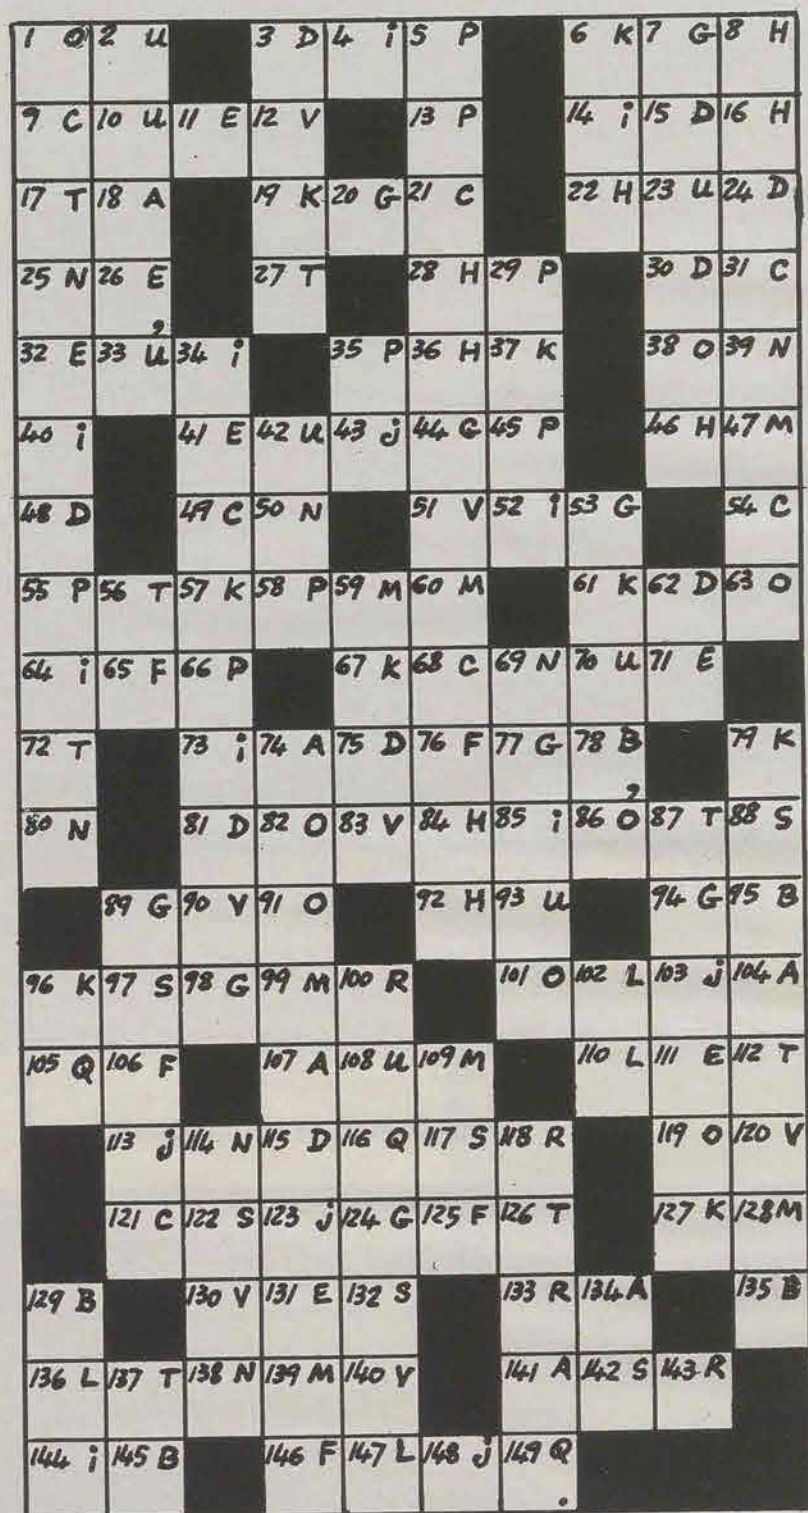 1 O 2 U 3 D 4 i 5 P 6 K 7 G 8 H
9 C 10 U 11 E 12 V 13 P 14 i 15 D 16 H
17 T 18 A 19 K 20 G 21 C 22 H 23 U 24 D
25 N 26 E , 27 T 28 H 29 P 30 D 31 C
32 E 33 U 34 i 35 P 36 H 37 K 38 O 39 N
40 i 41 E 42 U 43 j 44 G 45 P 46 H 47 M
48 D 49 C 50 N 51 V 52 i 53 G 54 C
55 P 56 T 57 K 58 P 59 M 60 M 61 K 62 D 63 O
64 i 65 F 66 P 67 K 68 C 69 N 70 U 71 E
72 T 73 i 74 A 75 D 76 F 77 G 78 B , 79 K
80 N 81 D 82 O 83 V 84 H 85 i 86 O 87 T 88 S
89 G 90 V 91 O 92 H 93 U 94 G 95 B
96 K 97 S 98 G 99 M 100 R 101 O 102 L 103 j 104 A
105 Q 106 F 107 A 108 U 109 M 110 L 111 E 112 T
113 j 114 N 115 D 116 Q 117 S 118 R 119 O 120 V
121 C 122 S 123 j 124 G 125 F 126 T 127 K 128 M
129 B 130 V 131 E 132 S 133 R 134 A 135 B
136 L 137 T 138 N 139 M 140 V 141 A 142 S 143 R
144 i 145 B 146 F 147 L 148 j 149 Q .